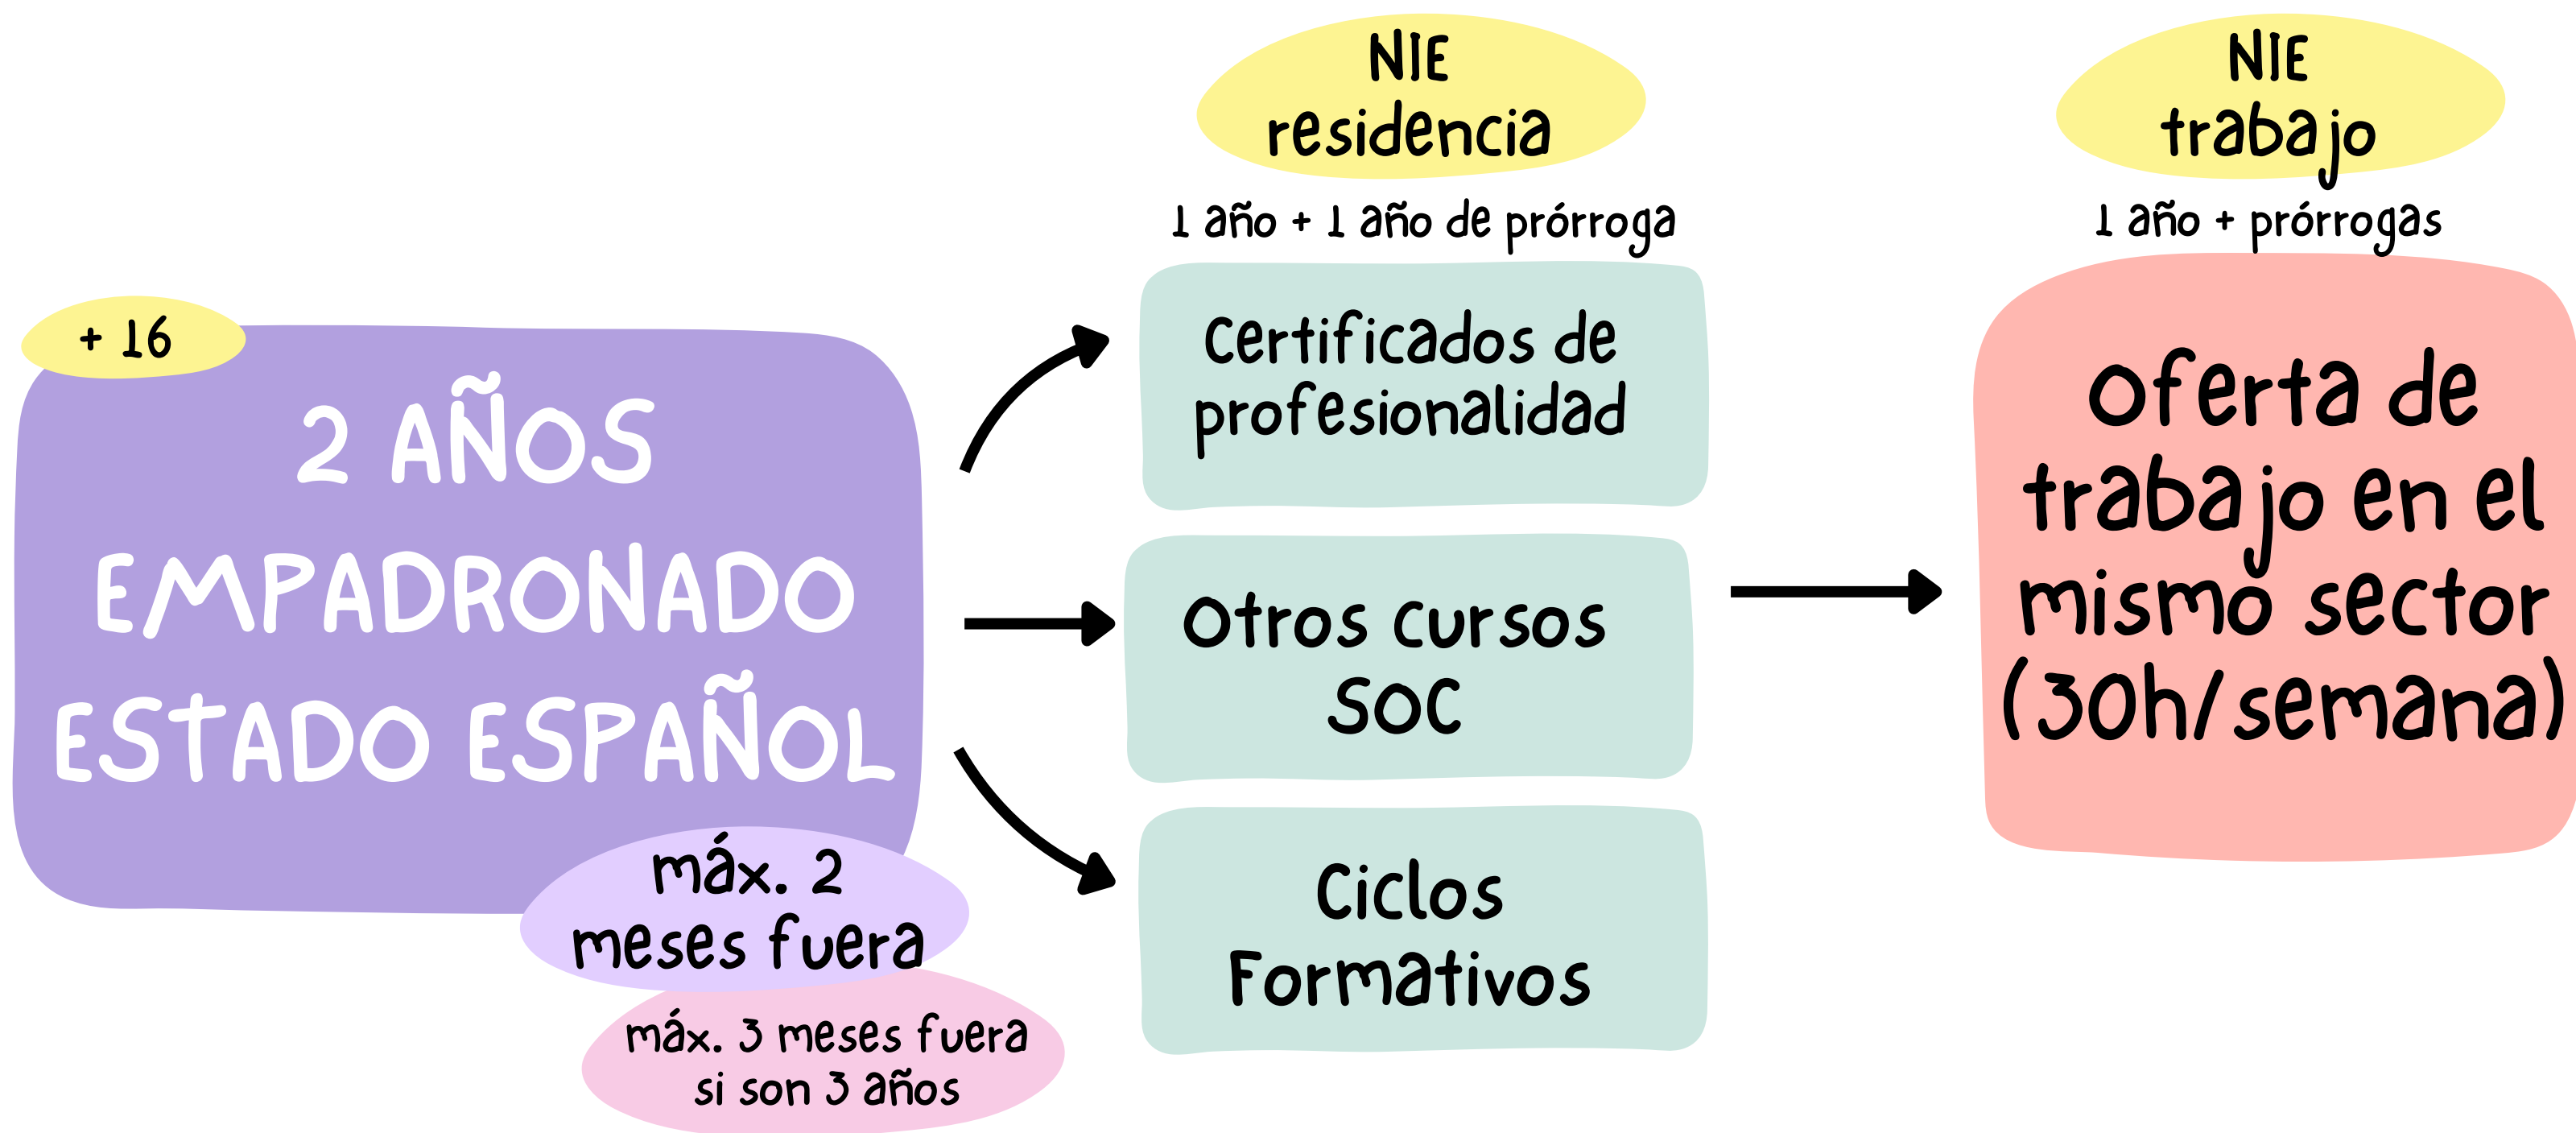 + 16
2 AÑOS
EMPADRONADO
ESTADO ESPAÑOL
máx. 2
meses fuera
máx. 3 meses fuera
si son 3 años
NIE
residencia
1 año + 1 año de prórroga
Certificados de
profesionalidad
Otros cursos
SOC
Ciclos
Formativos
NIE
trabajo
1 año + prórrogas
Oferta de
trabajo en el
mismo sector
(30h/semana)